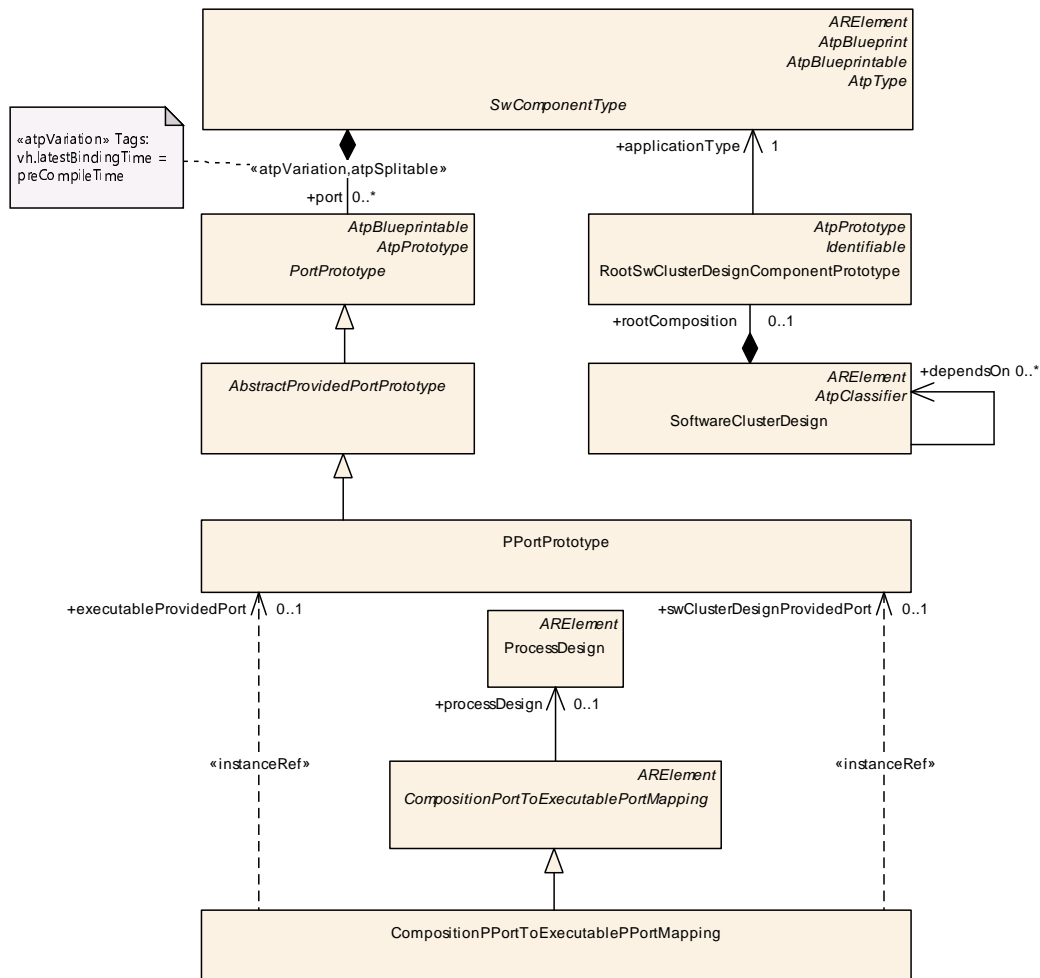 ARElement
AtpBlueprint
AtpBlueprintable
AtpType
SwComponentType
«atpVariation» Tags:
vh.latestBindingTime =
preCompileTime
+applicationType 1
«atpVariation,atpSplitable»
+port 0..*
AtpBlueprintable
AtpPrototype
PortPrototype
AtpPrototype
Identifiable
RootSwClusterDesignComponentPrototype
+rootComposition 0..1
AbstractProvidedPortPrototype
ARElement
AtpClassifier
SoftwareClusterDesign
+dependsOn 0..*
PPortPrototype
+executableProvidedPort 0..1
+swClusterDesignProvidedPort 0..1
ARElement
ProcessDesign
+processDesign 0..1
«instanceRef»
«instanceRef»
ARElement
CompositionPortToExecutablePortMapping
CompositionPPortToExecutablePPortMapping